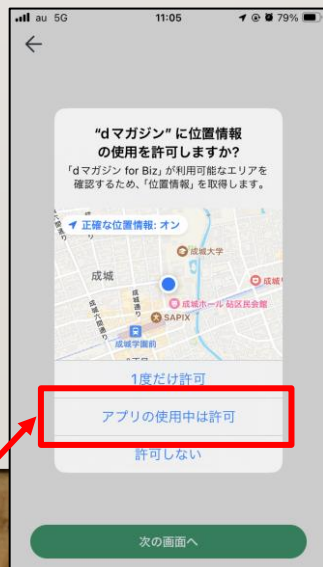 au 5G 11:05 79%
"dマガジン" に位置情報
の使用を許可しますか?
「dマガジン for Biz」が利用可能なエリアを
確認するため、「位置情報」を取得します。
正確な位置情報: オン
成城大学
成城
成城通り
成城ホール 砧区民会館
SAPIX
成城学園前
1度だけ許可
アプリの使用中は許可
許可しない
次の画面へ